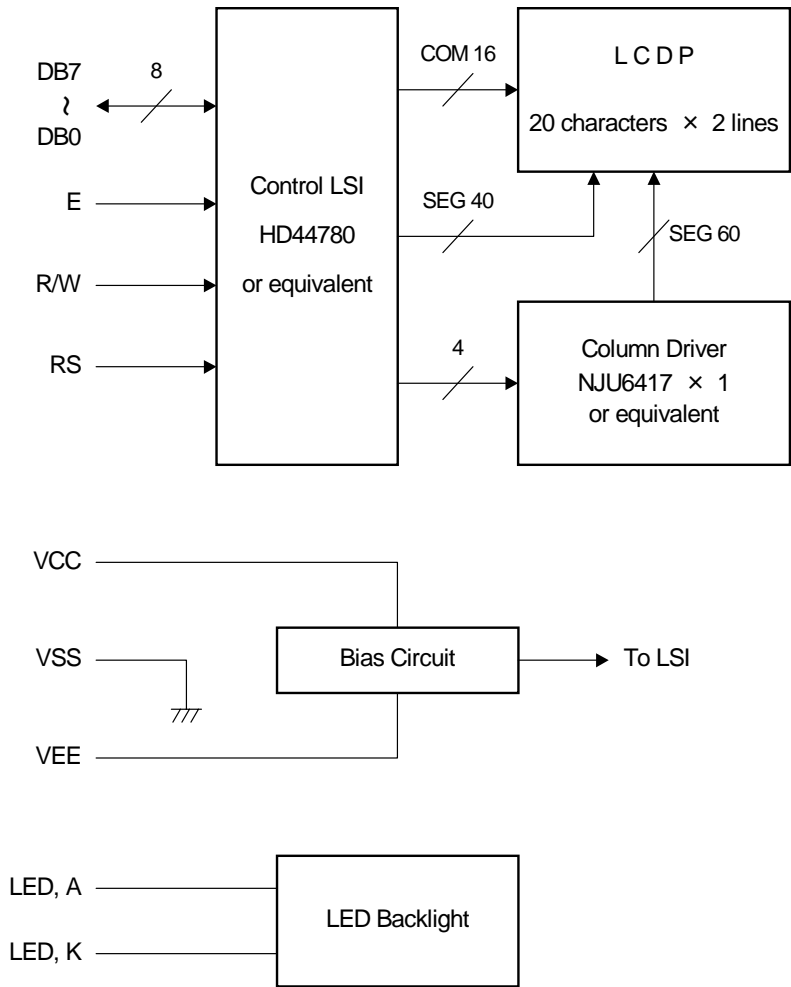 DB7
~
DB0
8
E
R/W
RS
Control LSI
HD44780
or equivalent
COM 16
SEG 40
4
L C D P
20 characters × 2 lines
SEG 60
Column Driver
NJU6417 × 1
or equivalent
VCC
VSS
VEE
Bias Circuit
To LSI
LED, A
LED, K
LED Backlight